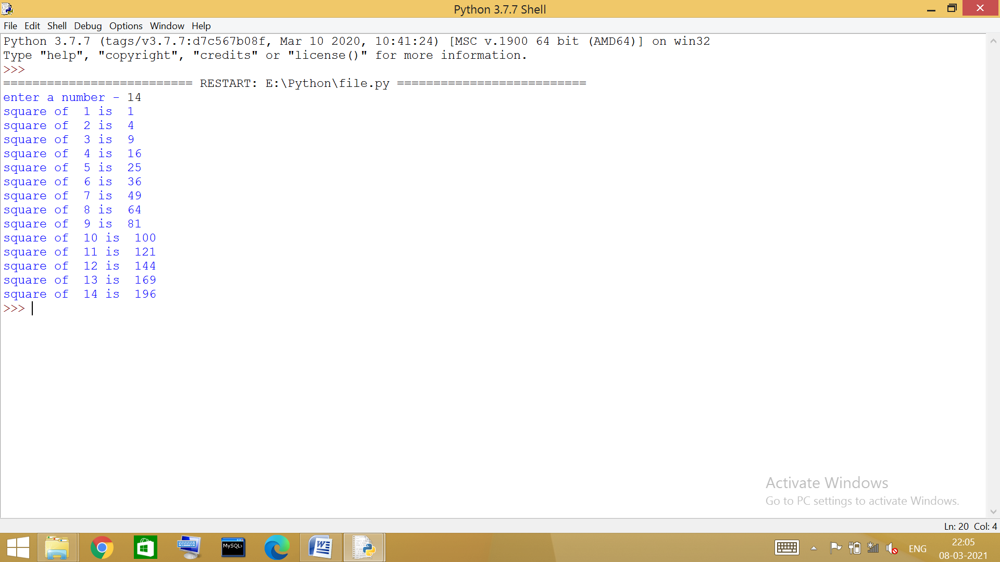 Python 3.7.7 Shell
File Edit Shell Debug Options Window Help
Python 3.7.7 (tags/v3.7.7:d7c567b08f, Mar 10 2020, 10:41:24) [MSC v.1900 64 bit (AMD64)] on win32
Type "help", "copyright", "credits" or "license()" for more information.
>>>
========================== RESTART: E:\Python\file.py ==========================
enter a number - 14
square of  1 is  1
square of  2 is  4
square of  3 is  9
square of  4 is  16
square of  5 is  25
square of  6 is  36
square of  7 is  49
square of  8 is  64
square of  9 is  81
square of  10 is  100
square of  11 is  121
square of  12 is  144
square of  13 is  169
square of  14 is  196
>>>
Activate Windows
Go to PC settings to activate Windows.
Ln: 20 Col: 4
MySQL>
ENG
22:05
08-03-2021